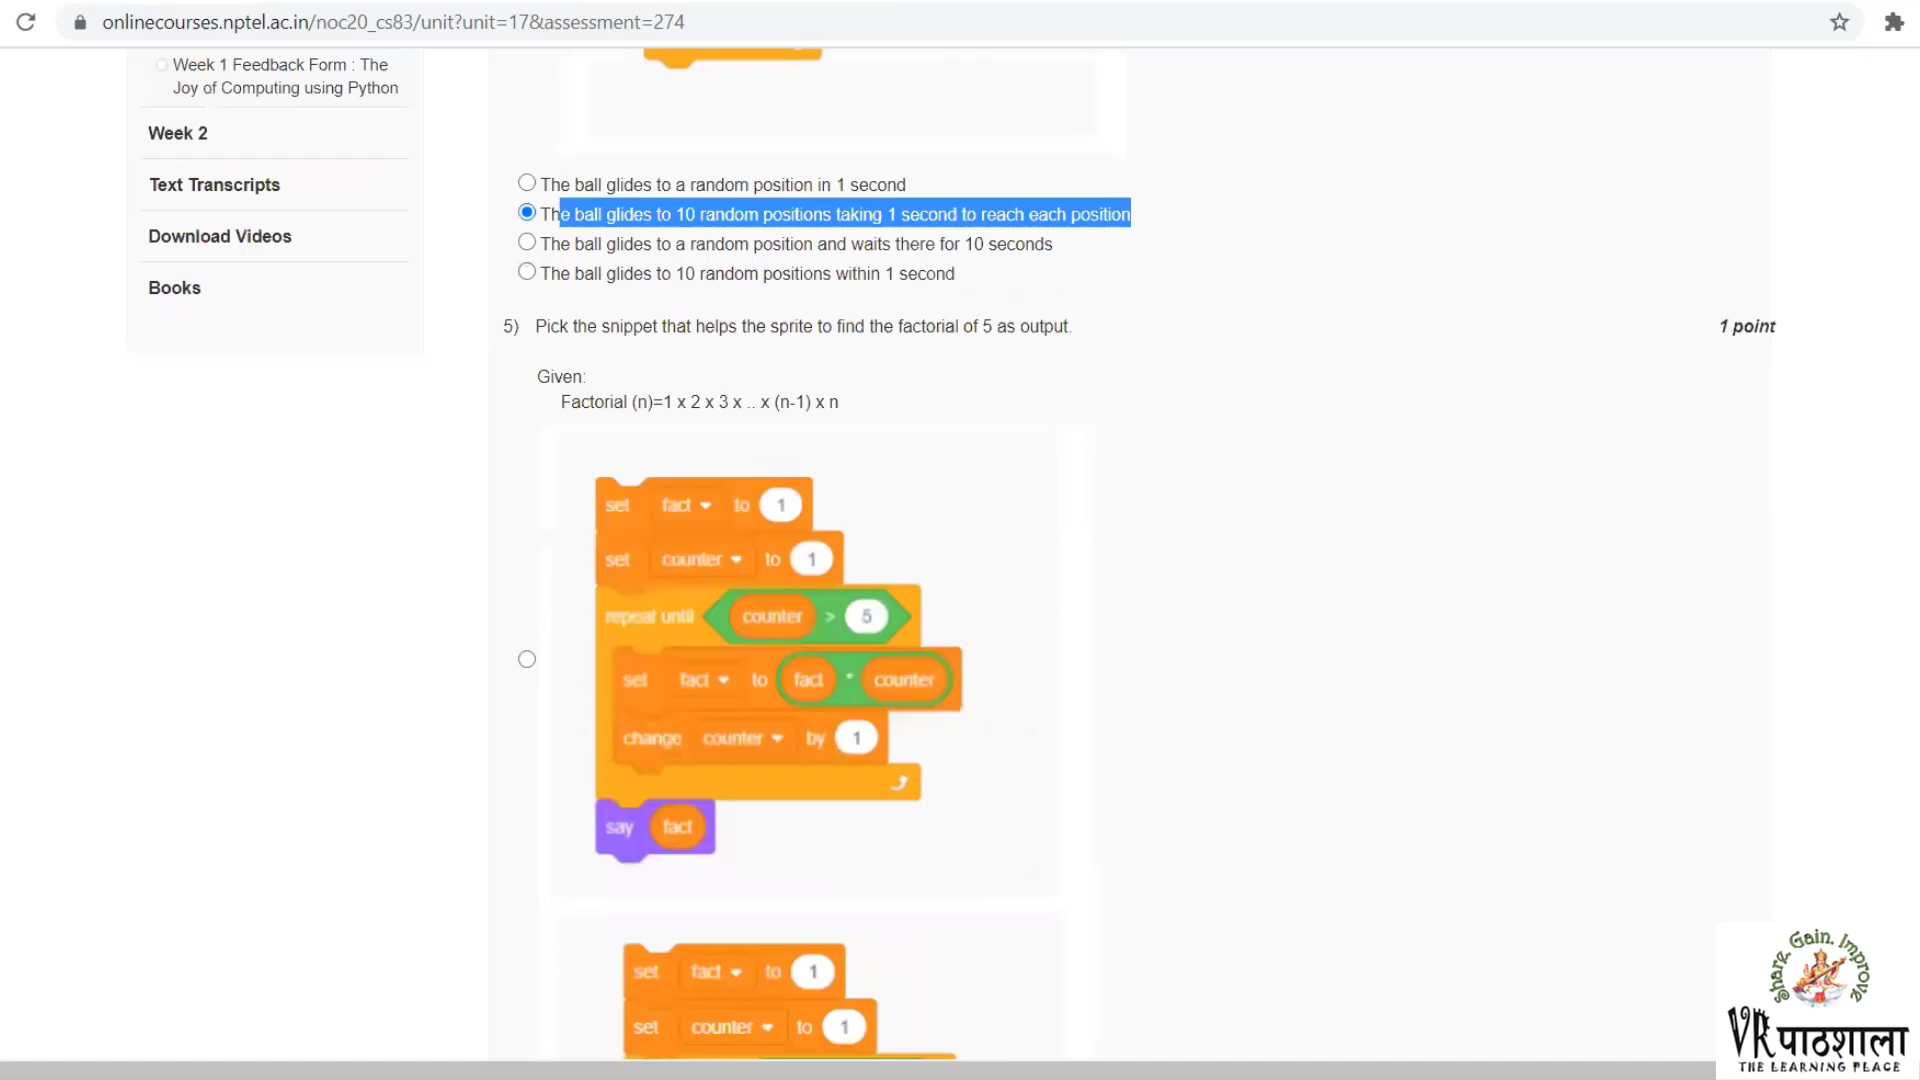 onlinecourses.nptel.ac.in/noc20_cs83/unit?unit=17&assessment=274
Week 1 Feedback Form : The
Joy of Computing using Python
Week 2
Text Transcripts
Download Videos
Books
The ball glides to a random position in 1 second
The ball glides to 10 random positions taking 1 second to reach each position
The ball glides to a random position and waits there for 10 seconds
The ball glides to 10 random positions within 1 second
5) Pick the snippet that helps the sprite to find the factorial of 5 as output.
1 point
Given:
Factorial (n)=1 x 2 x 3 x .. x (n-1) x n
set fact to 1
set counter to 1
repeat until counter > 5
set fact to fact * counter
change counter by 1
say fact
set fact to 1
set counter to 1
Share. Gain. Improve
VR पाठशाला
THE LEARNING PLACE